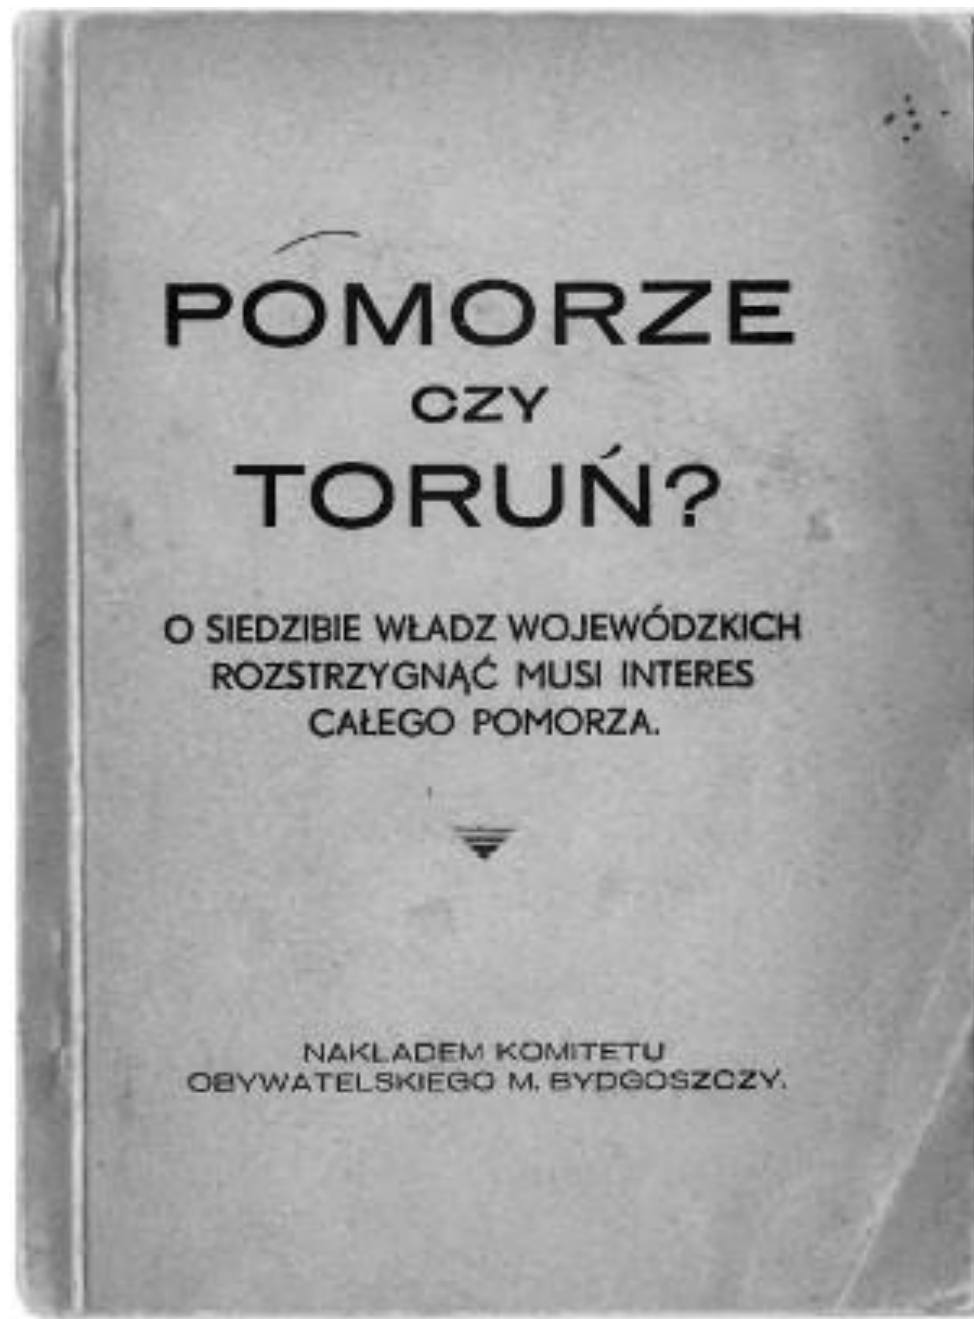 POMORZE
CZY
TORUŃ?
O SIEDZIBIE WŁADZ WOJEWÓDZKICH
ROZSTRZYGNĄĆ MUSI INTERES
CAŁEGO POMORZA.
NAKŁADEM KOMITETU
OBYWATELSKIEGO M. BYDGOSZCZY.